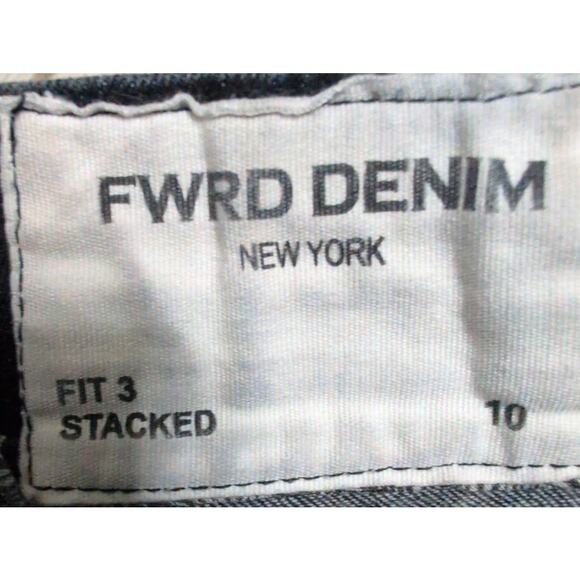 FWRD DENIM
NEW YORK
FIT 3
STACKED 10